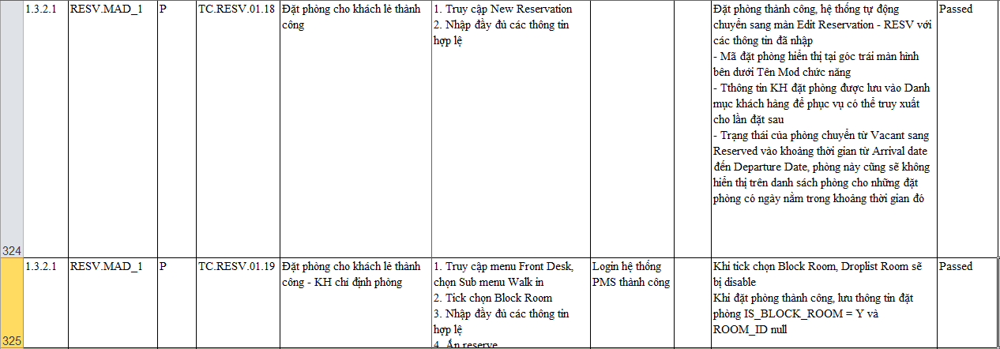 1.3.2.1
RESV.MAD_1
P
TC.RESV.01.18
Đặt phòng cho khách lẻ thành
công
1. Truy cập New Reservation
2. Nhập đầy đủ các thông tin
hợp lệ
Đặt phòng thành công, hệ thống tự động
chuyển sang màn Edit Reservation - RESV với
các thông tin đã nhập
- Mã đặt phòng hiển thị tại góc trái màn hình
bên dưới Tên Mod chức năng
- Tthông tin KH đặt phòng được lưu vào Danh
mục khách hàng để phục vụ có thể truy xuất
cho lần đặt sau
- Trạng thái của phòng chuyển từ Vacant sang
Reserved vào khoảng thời gian từ Arrival date
đến Departure Date, phòng này cũng sẽ không
hiển thị trên danh sách phòng cho những đặt
phòng có ngày nằm trong khoảng thời gian đó
Passed
324
1.3.2.1
RESV.MAD_1
P
TC.RESV.01.19
Đặt phòng cho khách lẻ thành
công - KH chỉ định phòng
1. Truy cập menu Front Desk,
chọn Sub menu Walk in
2. Tick chọn Block Room
3. Nhập đầy đủ các thông tin
hợp lệ
4. Ấn reserve
Login hệ thống
PMS thành công
Khi tick chọn Block Room, Droplist Room sẽ
bị disable
Khi đặt phòng thành công, lưu thông tin đặt
phòng IS_BLOCK_ROOM = Y và
ROOM_ID null
Passed
325